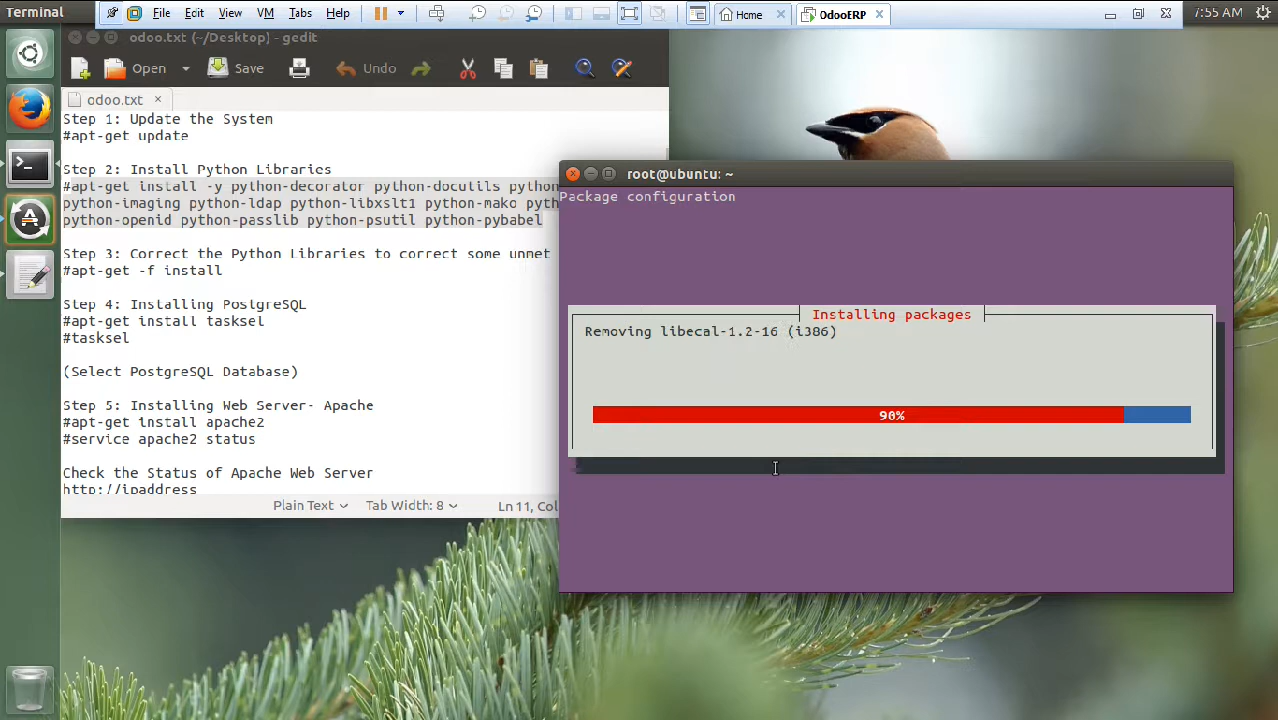 Terminal
File
Edit
View
VM
Tabs
Help
Home
OdooERP
7:55 AM
odoo.txt (~/Desktop) - gedit
Open
Save
Undo
odoo.txt
Step 1: Update the System
#apt-get update
Step 2: Install Python Libraries
#apt-get install -y python-decorator python-docutils python
python-imaging python-ldap python-libxslt1 python-mako pyth
python-openid python-passlib python-psutil python-pybabel
Step 3: Correct the Python Libraries to correct some unmet
#apt-get -f install
Step 4: Installing PostgreSQL
#apt-get install tasksel
#tasksel
(Select PostgreSQL Database)
Step 5: Installing Web Server- Apache
#apt-get install apache2
#service apache2 status
Check the Status of Apache Web Server
http://ipaddress
Plain Text
Tab Width: 8
Ln 11, Col
root@ubuntu: ~
Package configuration
Installing packages
Removing libecal-1.2-16 (i386)
90%